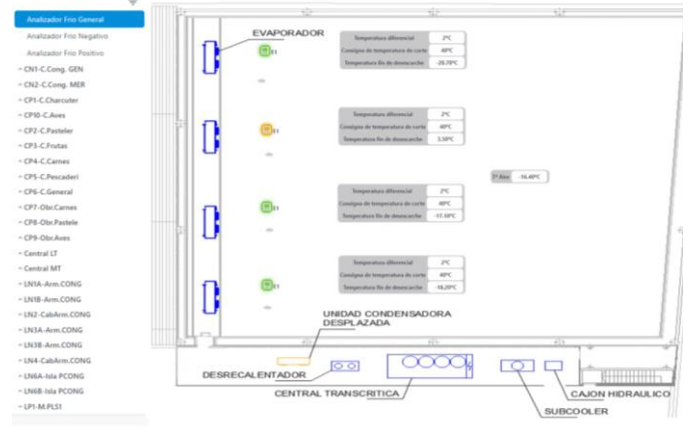 Analizador Frio General
Analizador Frio Negativo
Analizador Frio Positivo
CN1-C.Cong. GEN
CN2-C.Cong. MER
CP1-C.Charcuter
CP10-C.Aves
CP2-C.Pasteler
CP3-C.Frutas
CP4-C.Carnes
CP5-C.Pescaderi
CP6-C.General
CP7-Obr.Carnes
CP8-Obr.Pastele
CP9-Obr.Aves
Central LT
Central MT
LN1A-Arm.CONG
LN1B-Arm.CONG
LN2-CabArm.CONG
LN3A-Arm.CONG
LN3B-Arm.CONG
LN4-CabArm.CONG
LN6A-Isla PCONG
LN6B-Isla PCONG
LP1-M.PLS1
EVAPORADOR
E1
Temperatura diferencial 2ºC
Consigna de temperatura de corte 40ºC
Temperatura fin de desescarche -20.70ºC
E1
Temperatura diferencial 2ºC
Consigna de temperatura de corte 40ºC
Temperatura fin de desescarche 3.50ºC
Tª Aire -16.40ºC
E1
Temperatura diferencial 2ºC
Consigna de temperatura de corte 40ºC
Temperatura fin de desescarche -17.10ºC
E1
Temperatura diferencial 2ºC
Consigna de temperatura de corte 40ºC
Temperatura fin de desescarche -18.20ºC
UNIDAD CONDENSADORA
DESPLAZADA
DESRECALENTADOR
CENTRAL TRANSCRITICA
CAJON HIDRAULICO
SUBCOOLER